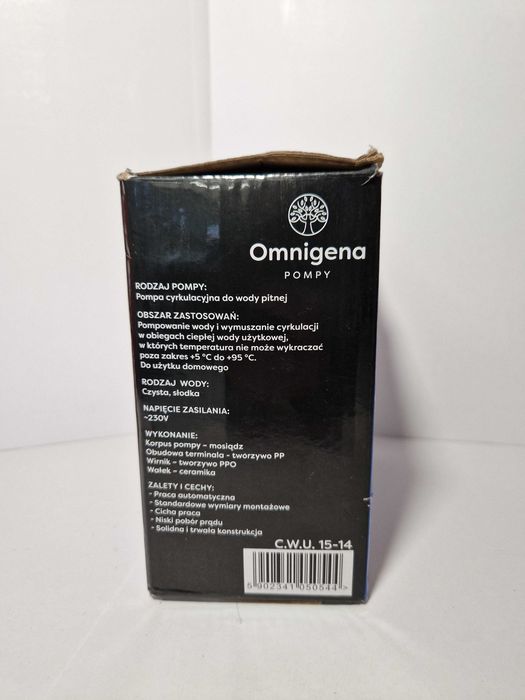 Omnigena
POMPY
RODZAJ POMPY:
Pompa cyrkulacyjna do wody pitnej
OBSZAR ZASTOSOWAŃ:
Pompowanie wody i wymuszanie cyrkulacji
w obiegach ciepłej wody użytkowej,
w których temperatura nie może wykraczać
poza zakres +5 °C do +95 °C.
Do użytku domowego
RODZAJ WODY:
Czysta, słodka
NAPIĘCIE ZASILANIA:
~230V
WYKONANIE:
Korpus pompy – mosiądz
Obudowa terminala – tworzywo PP
Wirnik – tworzywo PPO
Wałek – ceramika
ZALETY I CECHY:
- Praca automatyczna
- Standardowe wymiary montażowe
- Cicha praca
- Niski pobór prądu
- Solidna i trwała konstrukcja
C.W.U. 15-14
5 902341 050544 >